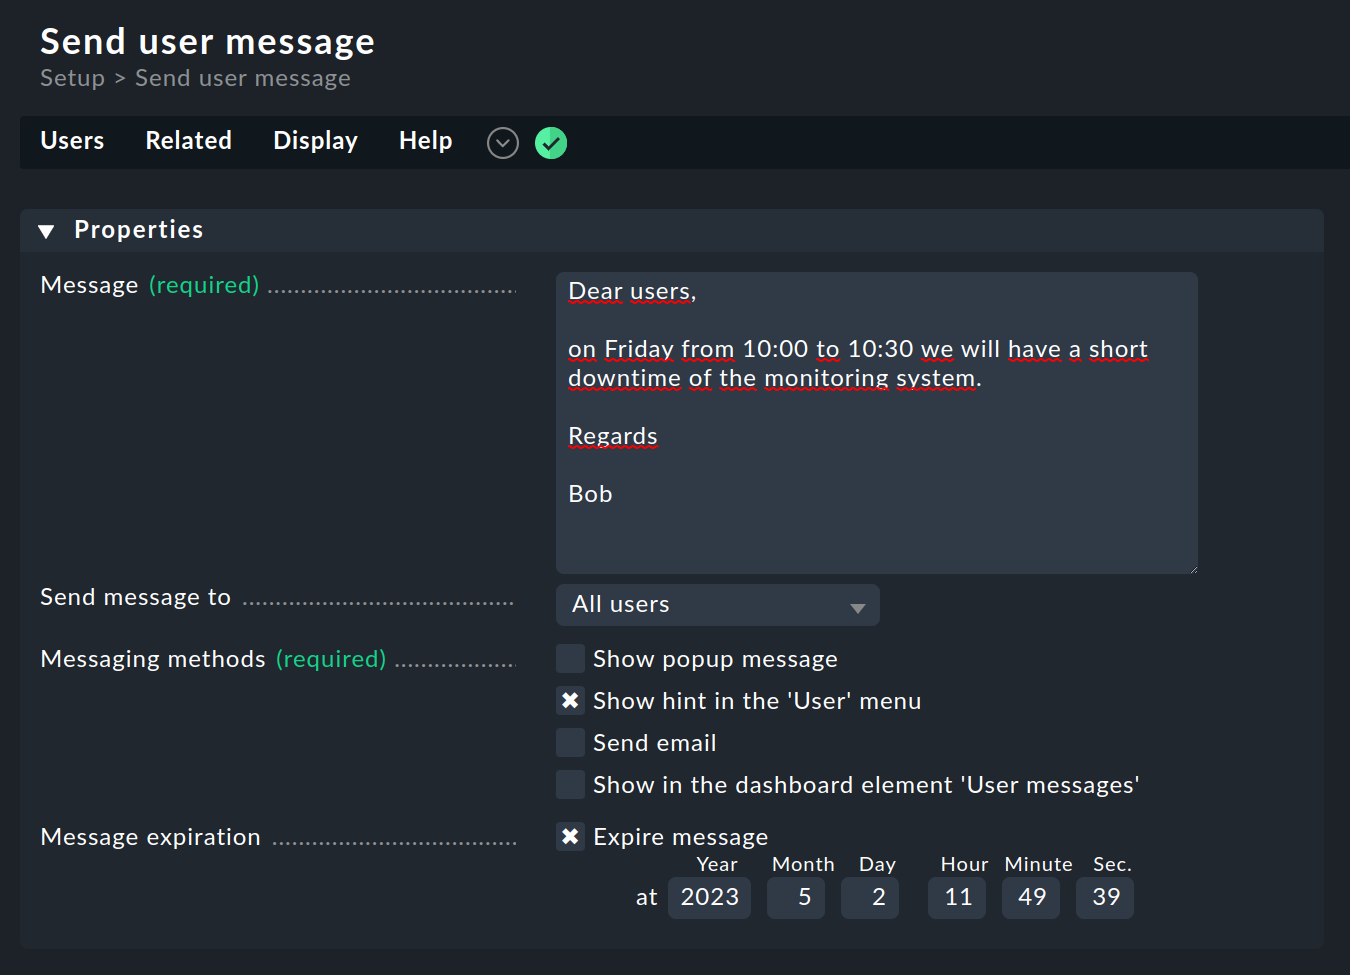 Send user message
Setup > Send user message
Users Related Display Help
Properties
Message (required)
Dear users,
on Friday from 10:00 to 10:30 we will have a short
downtime of the monitoring system.
Regards
Bob
Send message to
All users
Messaging methods (required)
Show popup message
Show hint in the 'User' menu
Send email
Show in the dashboard element 'User messages'
Message expiration
Expire message
Year Month Day Hour Minute Sec.
at 2023 5 2 11 49 39